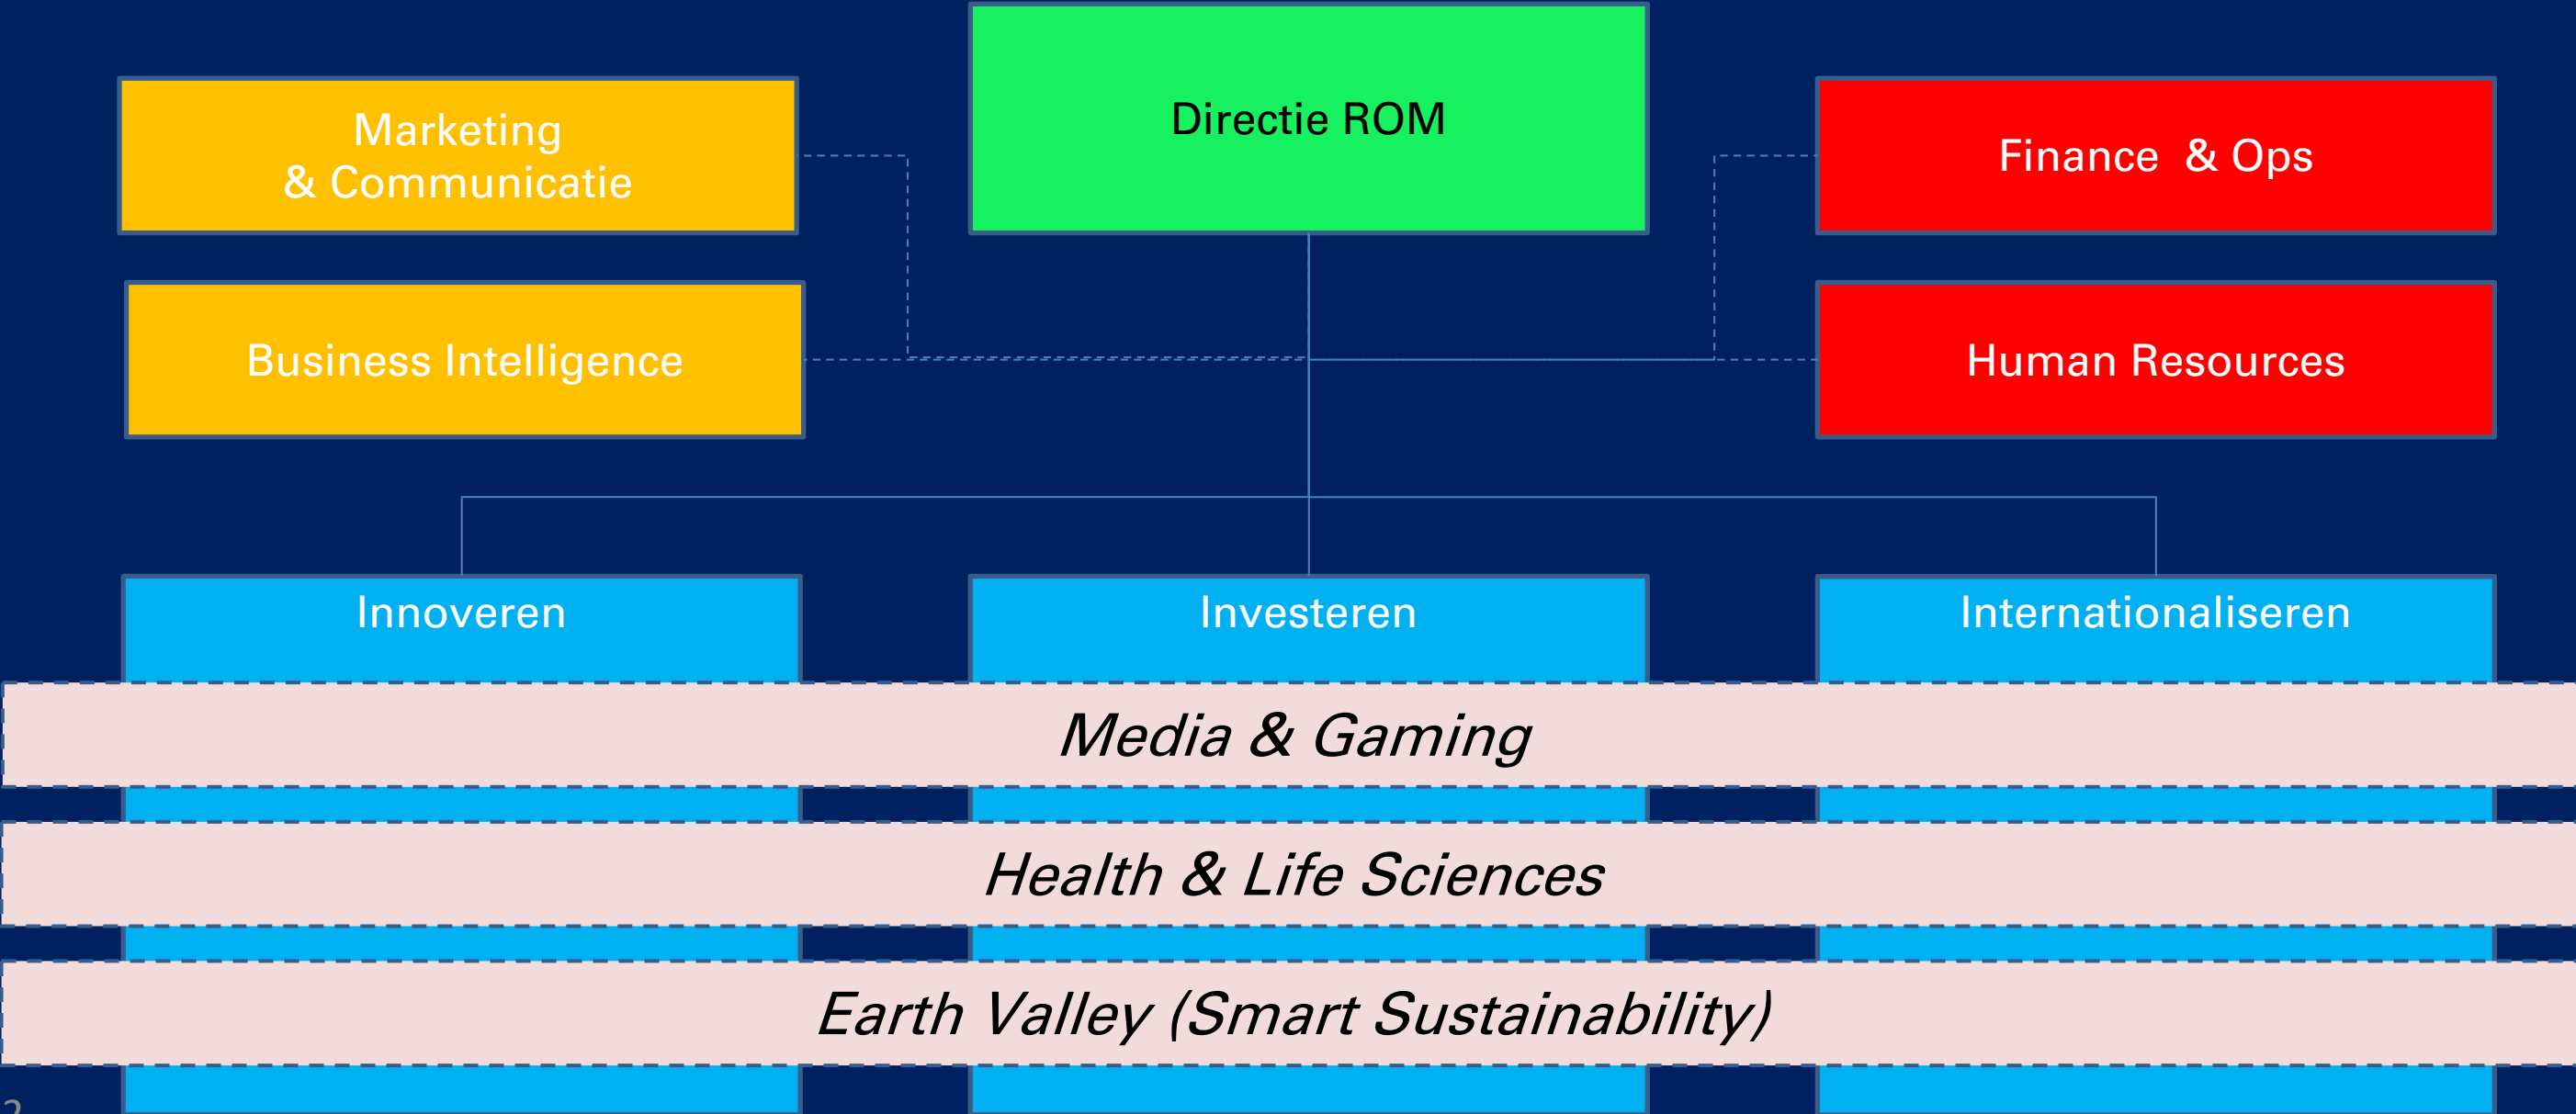 Directie ROM
Marketing
& Communicatie
Finance & Ops
Business Intelligence
Human Resources
Innoveren
Investeren
Internationaliseren
Media & Gaming
Health & Life Sciences
Earth Valley (Smart Sustainability)
2